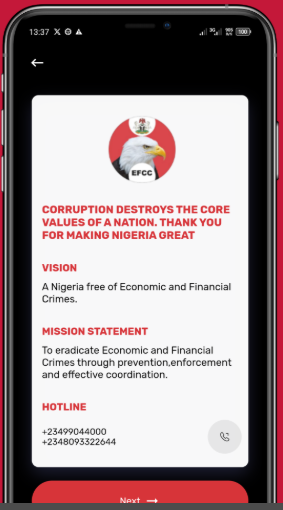 13:37
100
EFCC
CORRUPTION DESTROYS THE CORE
VALUES OF A NATION. THANK YOU
FOR MAKING NIGERIA GREAT
VISION
A Nigeria free of Economic and Financial
Crimes.
MISSION STATEMENT
To eradicate Economic and Financial
Crimes through prevention,enforcement
and effective coordination.
HOTLINE
+23499044000
+2348093322644
Next